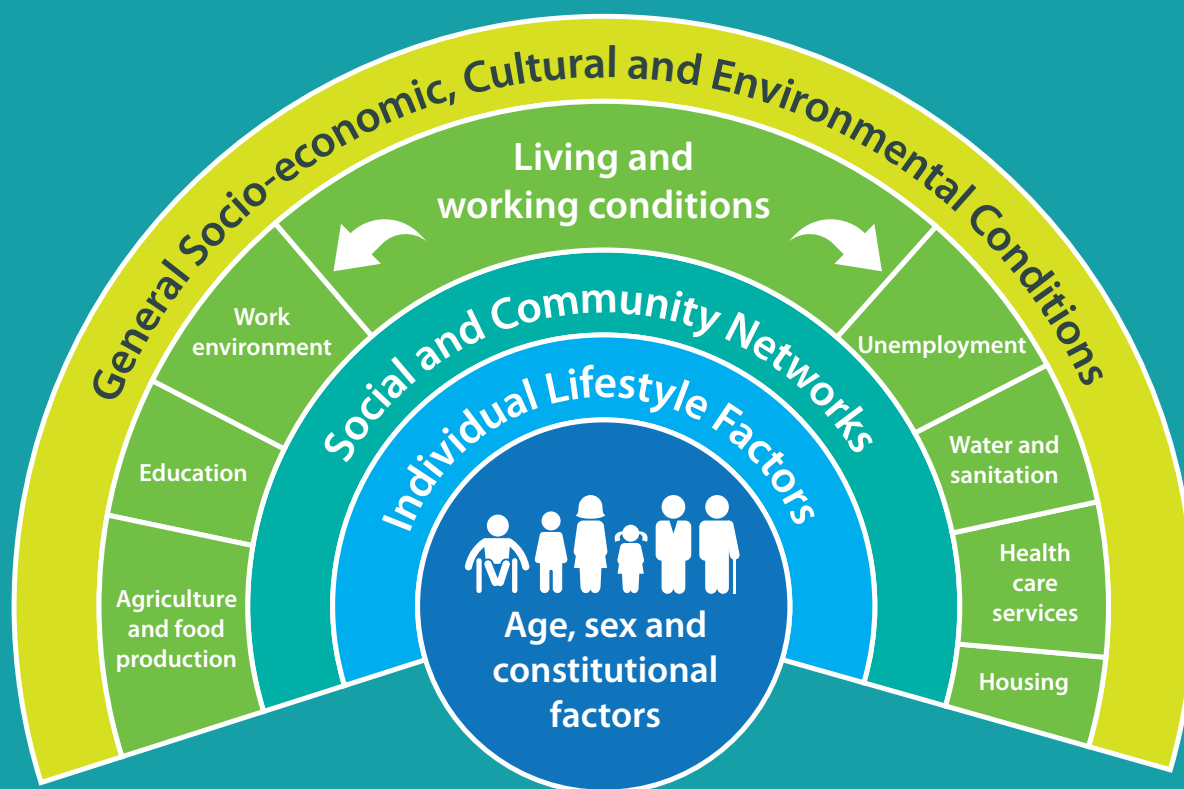 General Socio-economic, Cultural and Environmental Conditions
Living and
working conditions
Agriculture
and food
production
Education
Work
environment
Unemployment
Water and
sanitation
Health
care
services
Housing
Social and Community Networks
Individual Lifestyle Factors
Age, sex and
constitutional
factors